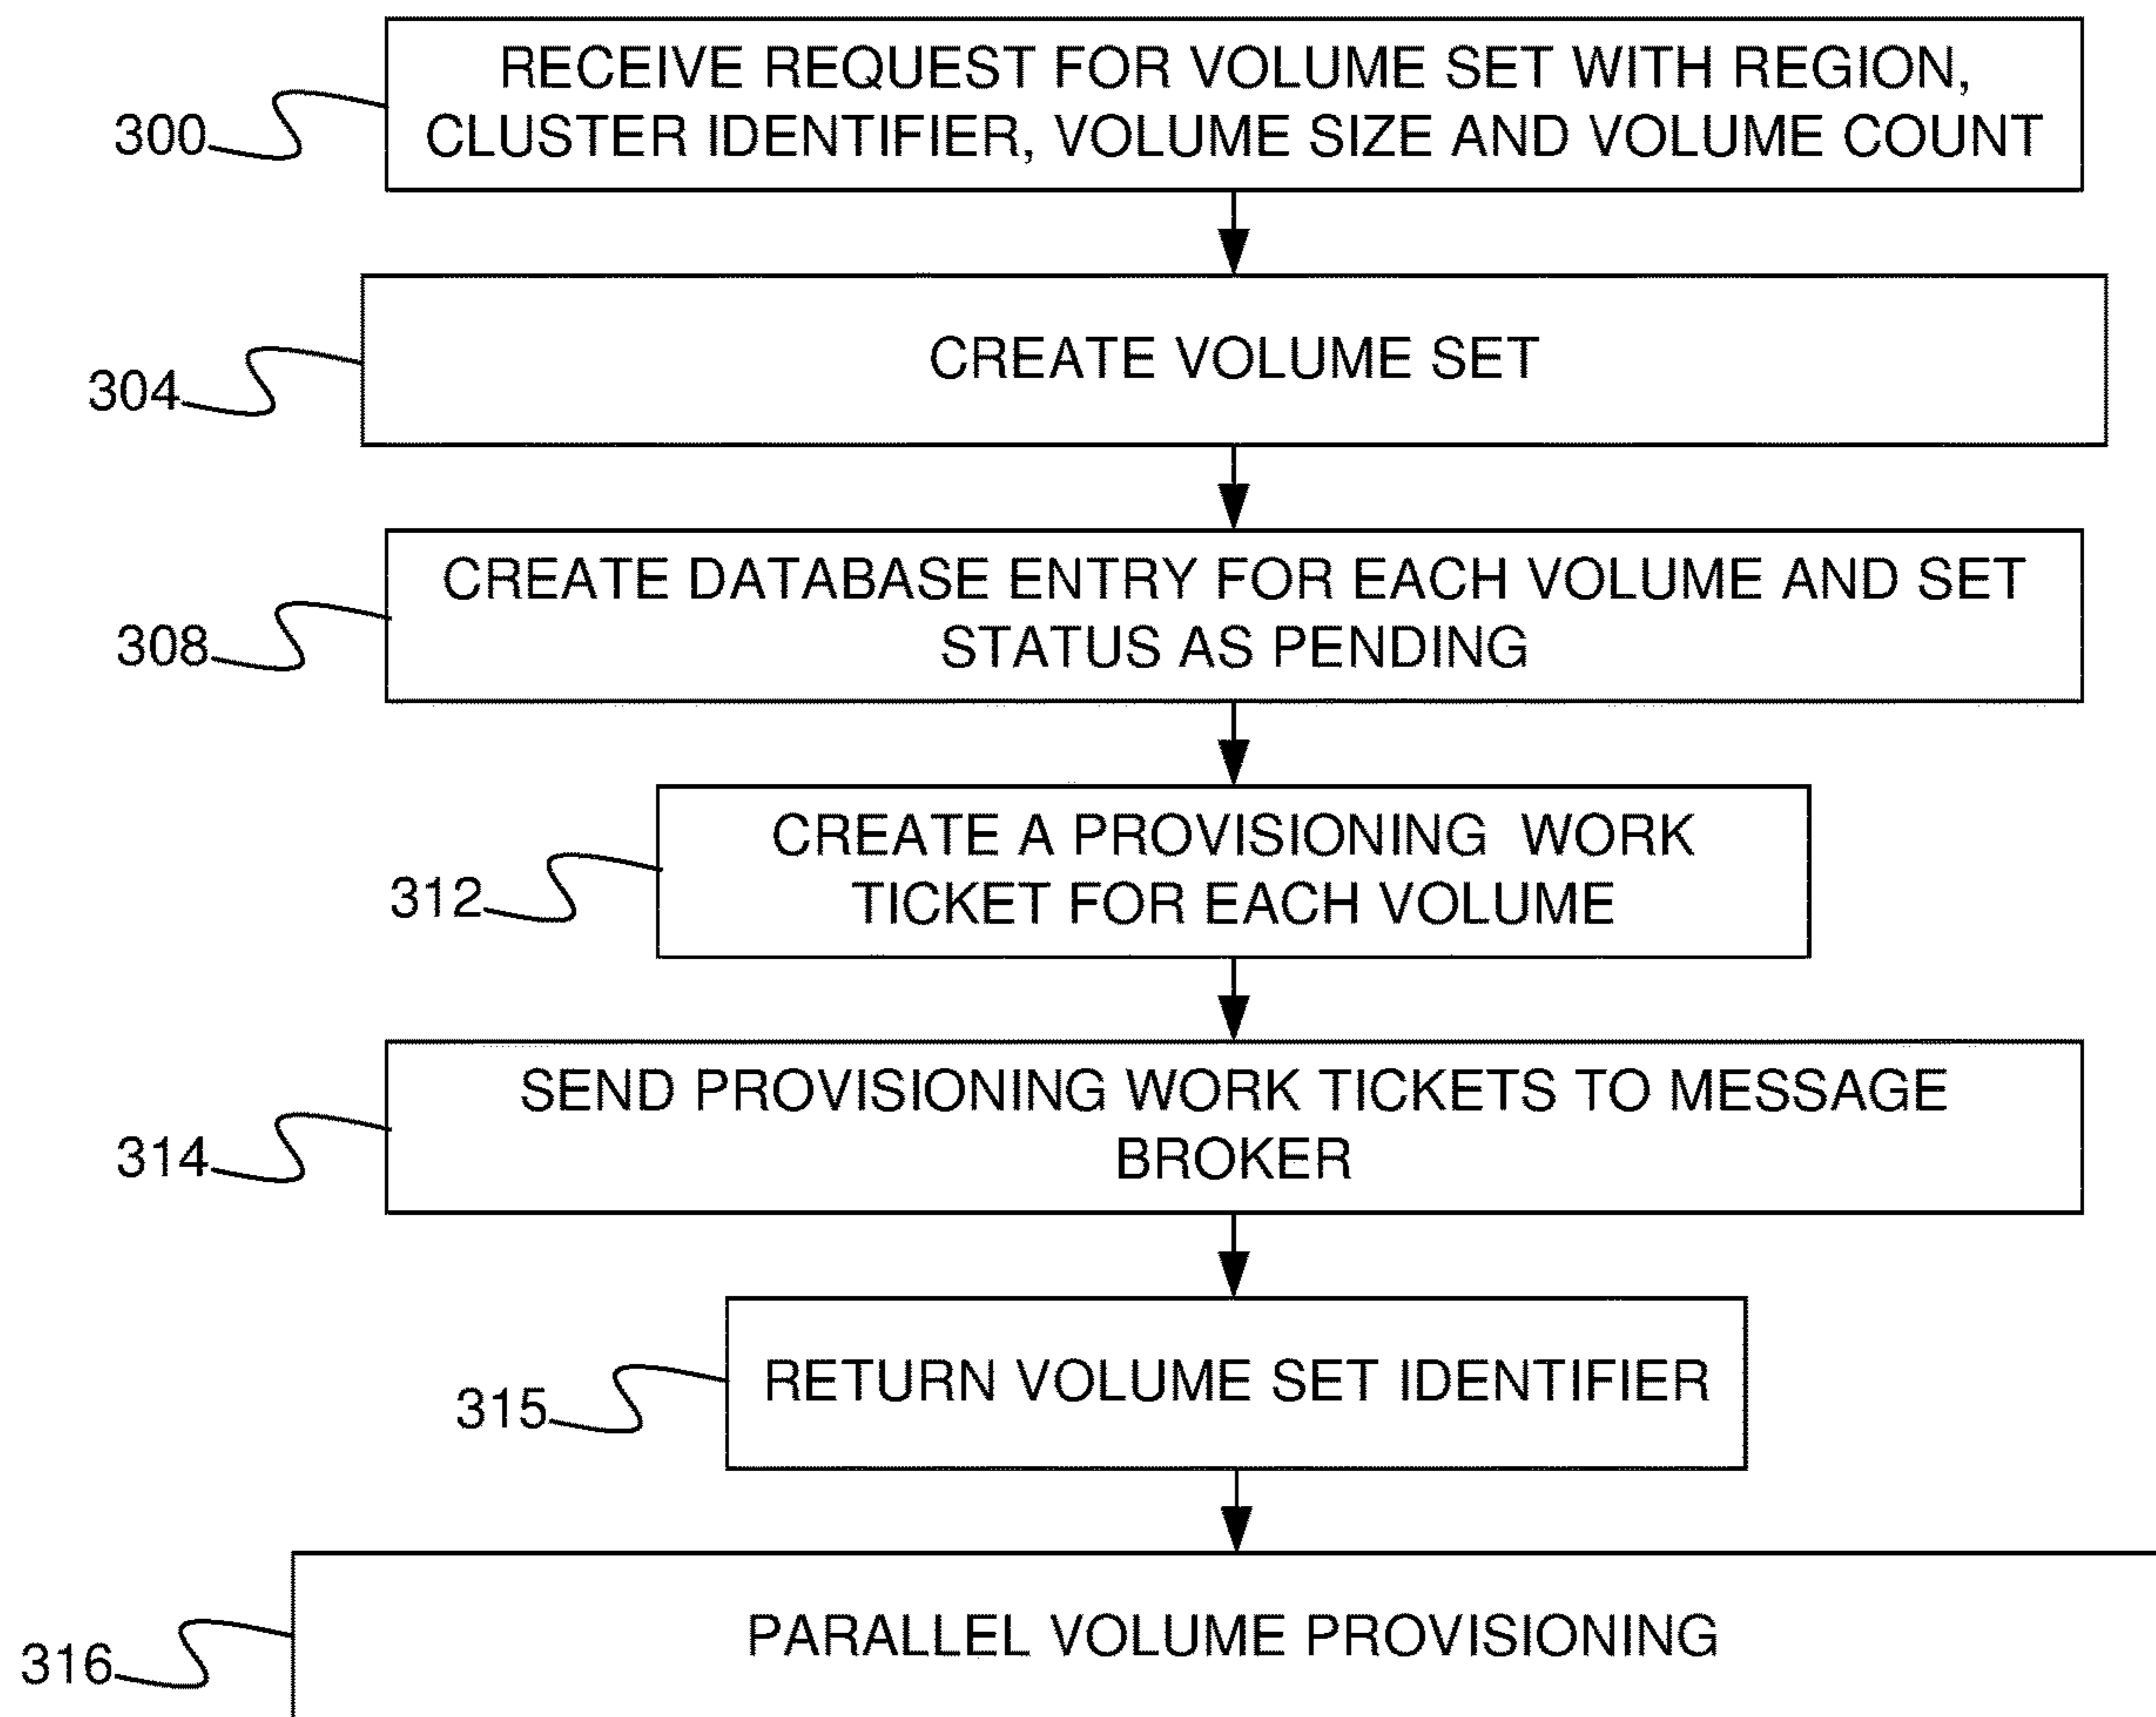 RECEIVE REQUEST FOR VOLUME SET WITH REGION,
CLUSTER IDENTIFIER, VOLUME SIZE AND VOLUME COUNT
300
CREATE VOLUME SET
304
CREATE DATABASE ENTRY FOR EACH VOLUME AND SET
STATUS AS PENDING
308
CREATE A PROVISIONING WORK
TICKET FOR EACH VOLUME
312
SEND PROVISIONING WORK TICKETS TO MESSAGE
BROKER
314
RETURN VOLUME SET IDENTIFIER
315
PARALLEL VOLUME PROVISIONING
316